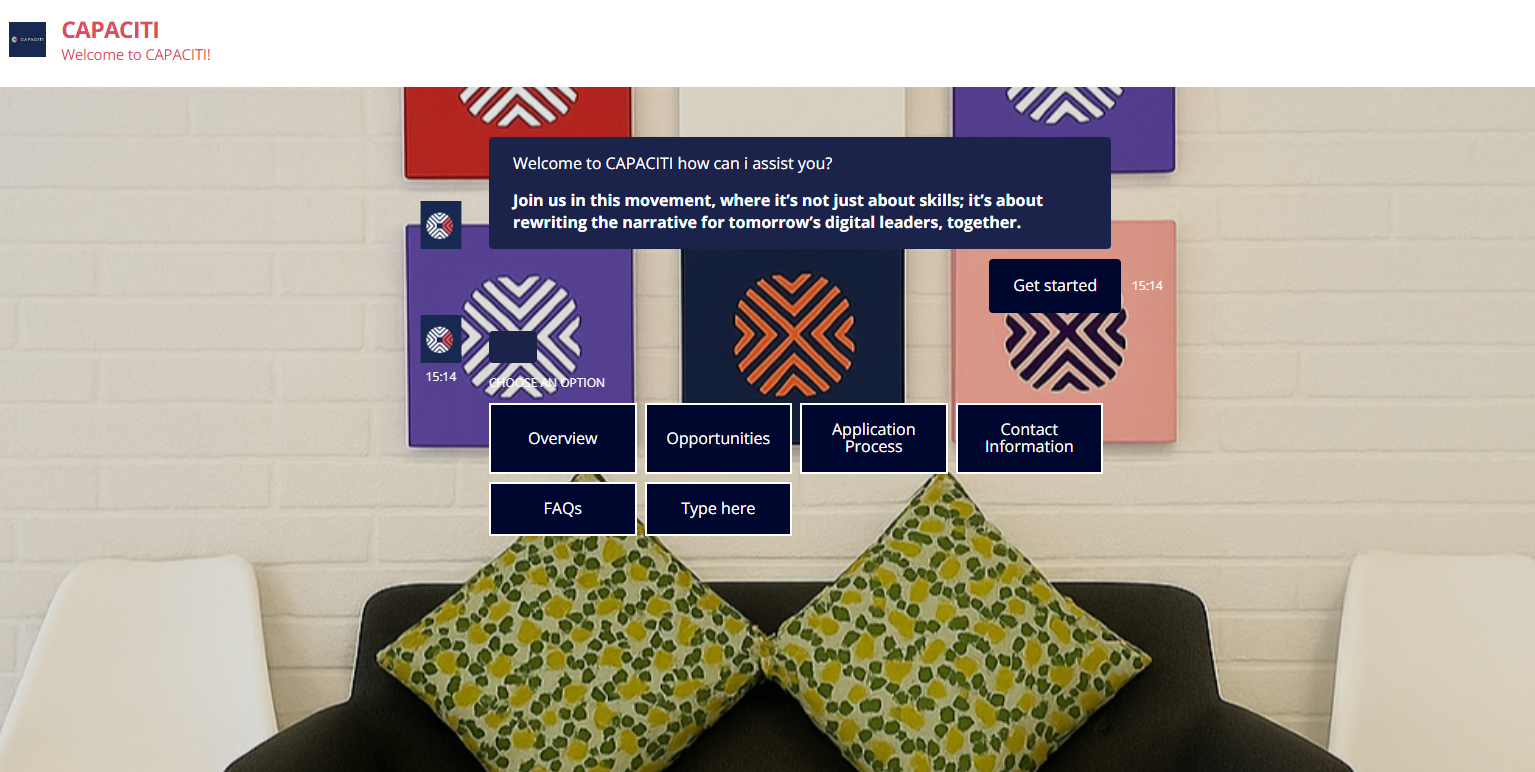 CAPACITI
CAPACITI
Welcome to CAPACITI!
Welcome to CAPACITI how can i assist you?
Join us in this movement, where it’s not just about skills; it’s about
rewriting the narrative for tomorrow’s digital leaders, together.
Get started
15:14
15:14
CHOOSE AN OPTION
Overview
Opportunities
Application
Process
Contact
Information
FAQs
Type here